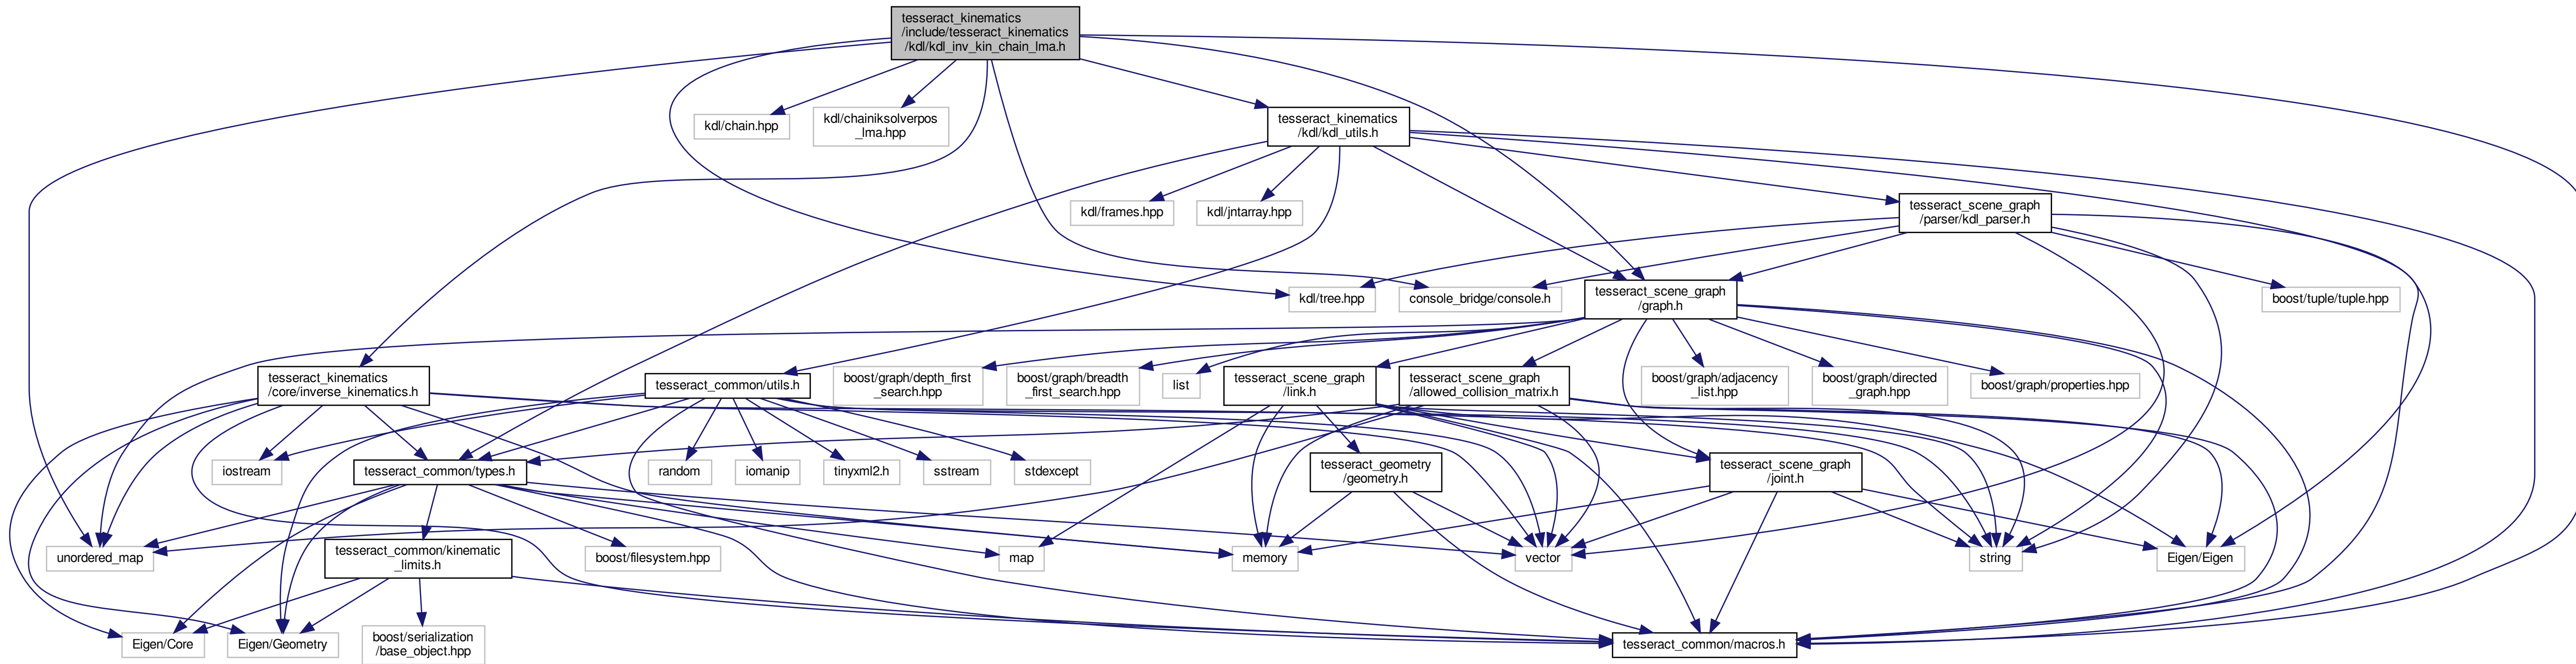 tesseract_kinematics
/include/tesseract_kinematics
/kdl/kdl_inv_kin_chain_lma.h
kdl/chain.hpp
kdl/chainiksolverpos
_lma.hpp
tesseract_kinematics
/kdl/kdl_utils.h
kdl/frames.hpp
kdl/jntarray.hpp
tesseract_scene_graph
/parser/kdl_parser.h
kdl/tree.hpp
console_bridge/console.h
tesseract_scene_graph
/graph.h
boost/tuple/tuple.hpp
tesseract_kinematics
/core/inverse_kinematics.h
tesseract_common/utils.h
boost/graph/depth_first
_search.hpp
boost/graph/breadth
_first_search.hpp
list
tesseract_scene_graph
/link.h
tesseract_scene_graph
/allowed_collision_matrix.h
boost/graph/adjacency
_list.hpp
boost/graph/directed
_graph.hpp
boost/graph/properties.hpp
iostream
tesseract_common/types.h
random
iomanip
tinyxml2.h
sstream
stdexcept
tesseract_geometry
/geometry.h
tesseract_scene_graph
/joint.h
unordered_map
tesseract_common/kinematic
_limits.h
boost/filesystem.hpp
map
memory
vector
string
Eigen/Eigen
Eigen/Core
Eigen/Geometry
boost/serialization
/base_object.hpp
tesseract_common/macros.h